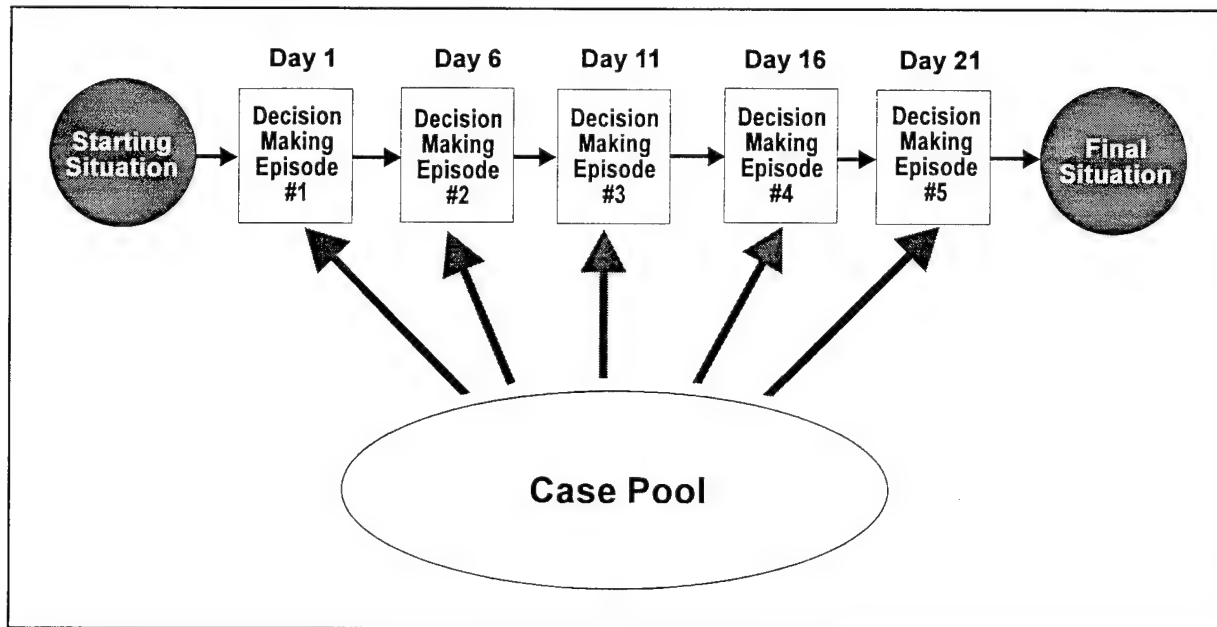 Day 1 Day 6 Day 11 Day 16 Day 21
Starting
Situation
Decision
Making
Episode
#1
Decision
Making
Episode
#2
Decision
Making
Episode
#3
Decision
Making
Episode
#4
Decision
Making
Episode
#5
Final
Situation
Case Pool